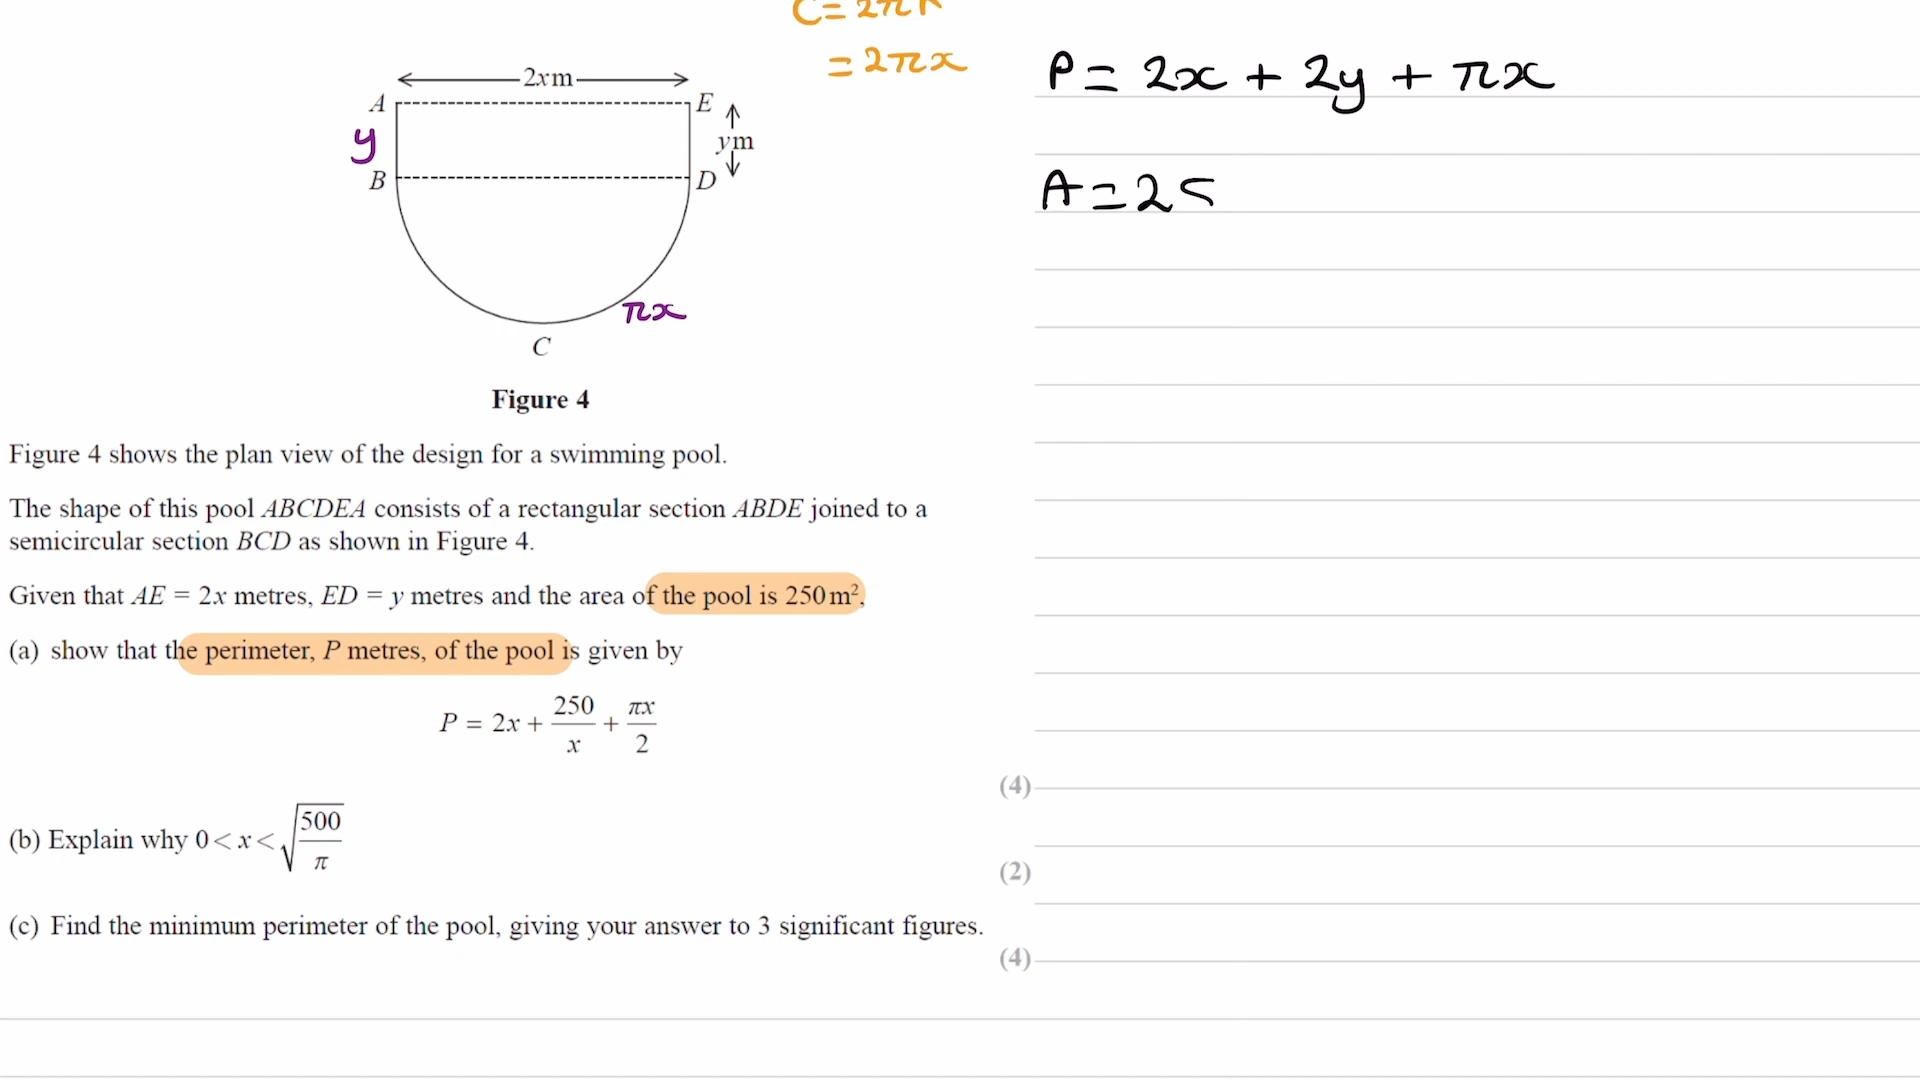 C = 2πr
= 2πx
2xm
A
E
y
ym
B
D
πx
C
Figure 4
Figure 4 shows the plan view of the design for a swimming pool.
The shape of this pool ABCDEA consists of a rectangular section ABDE joined to a
semicircular section BCD as shown in Figure 4.
Given that AE = 2x metres, ED = y metres and the area of the pool is 250 m²,
(a) show that the perimeter, P metres, of the pool is given by
P = 2x + 250/x + πx/2
(4)
(b) Explain why 0 < x < √(500/π)
(2)
(c) Find the minimum perimeter of the pool, giving your answer to 3 significant figures.
(4)
P = 2x + 2y + πx
A = 25